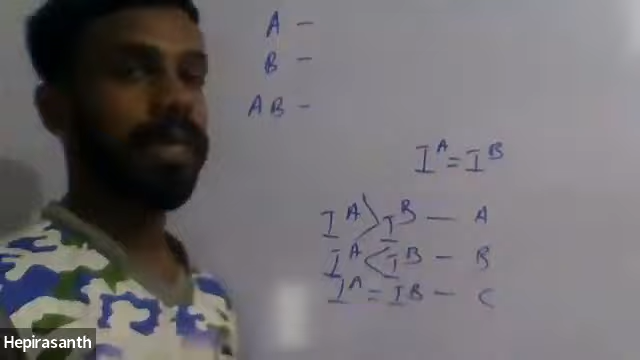 A -
B -
AB -
I^A = I^B
I^A > I^B — A
I^A < I^B — B
I^A = I^B — C
Hepirasanth